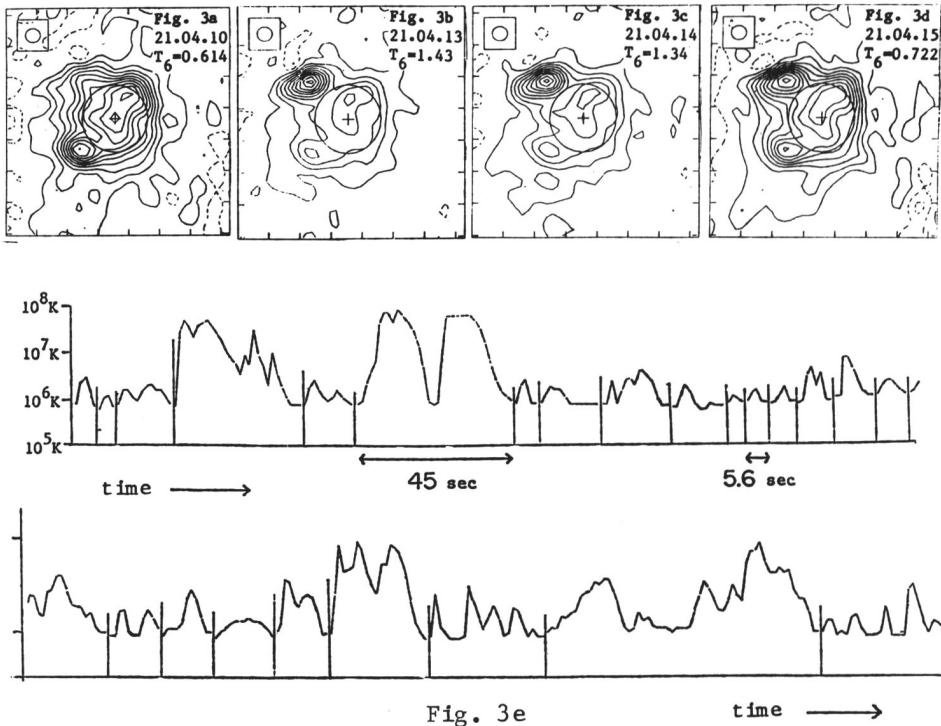 Fig. 3a
21.04.10
T6=0.614
Fig. 3b
21.04.13
T6=1.43
Fig. 3c
21.04.14
T6=1.34
Fig. 3d
21.04.15
T6=0.722
10⁸K
10⁷K
10⁶K
10⁵K
time
45 sec
5.6 sec
Fig. 3e
time